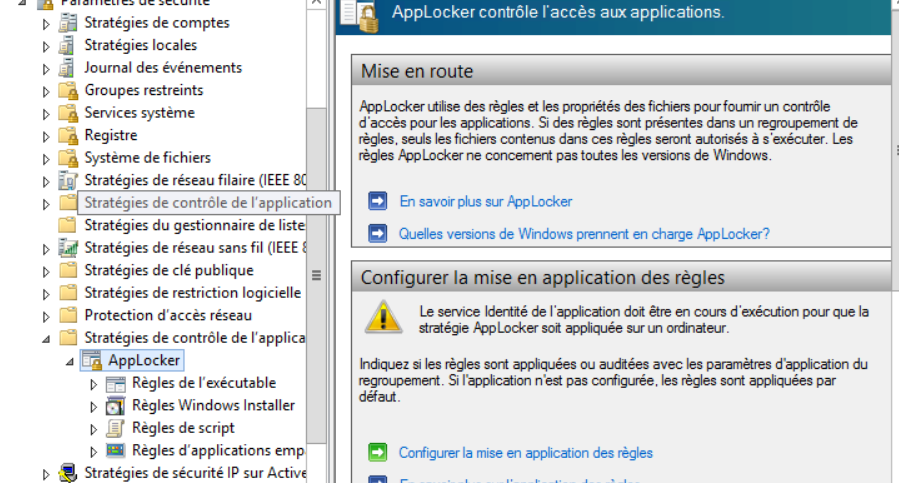 Paramètres de sécurité
Stratégies de comptes
Stratégies locales
Journal des événements
Groupes restreints
Services système
Registre
Système de fichiers
Stratégies de réseau filaire (IEEE 80
Stratégies de contrôle de l'application
Stratégies du gestionnaire de liste
Stratégies de réseau sans fil (IEEE 8
Stratégies de clé publique
Stratégies de restriction logicielle
Protection d'accès réseau
Stratégies de contrôle de l'applica
AppLocker
Règles de l'exécutable
Règles Windows Installer
Règles de script
Règles d'applications emp
Stratégies de sécurité IP sur Active
AppLocker contrôle l'accès aux applications.
Mise en route
AppLocker utilise des règles et les propriétés des fichiers pour fournir un contrôle
d'accès pour les applications. Si des règles sont présentes dans un regroupement de
règles, seuls les fichiers contenus dans ces règles seront autorisés à s'exécuter. Les
règles AppLocker ne concernent pas toutes les versions de Windows.
En savoir plus sur AppLocker
Quelles versions de Windows prennent en charge AppLocker?
Configurer la mise en application des règles
Le service Identité de l'application doit être en cours d'exécution pour que la
stratégie AppLocker soit appliquée sur un ordinateur.
Indiquez si les règles sont appliquées ou auditées avec les paramètres d'application du
regroupement. Si l'application n'est pas configurée, les règles sont appliquées par
défaut.
Configurer la mise en application des règles
En savoir plus sur l'application des règles